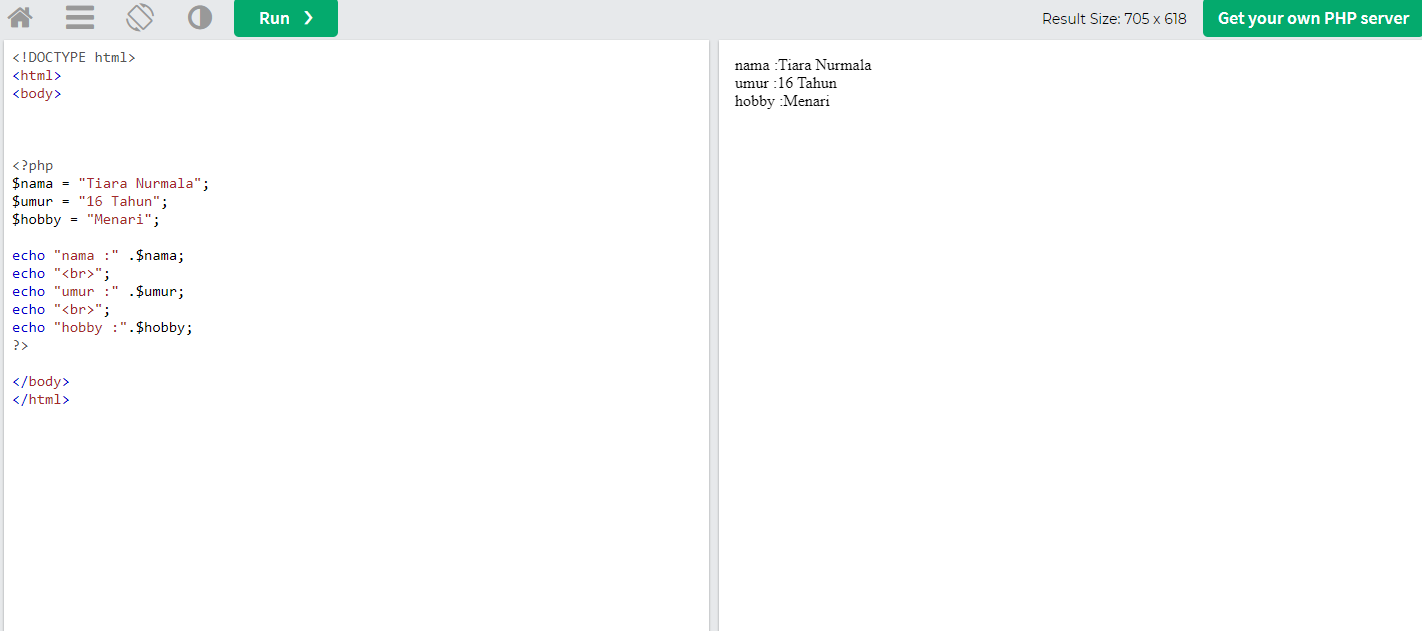 Run ❯
Result Size: 705 x 618
Get your own PHP server
<!DOCTYPE html>
<html>
<body>
<?php
$nama = "Tiara Nurmala";
$umur = "16 Tahun";
$hobby = "Menari";
echo "nama :" .$nama;
echo "<br>";
echo "umur :" .$umur;
echo "<br>";
echo "hobby :".$hobby;
?>
</body>
</html>
nama :Tiara Nurmala
umur :16 Tahun
hobby :Menari